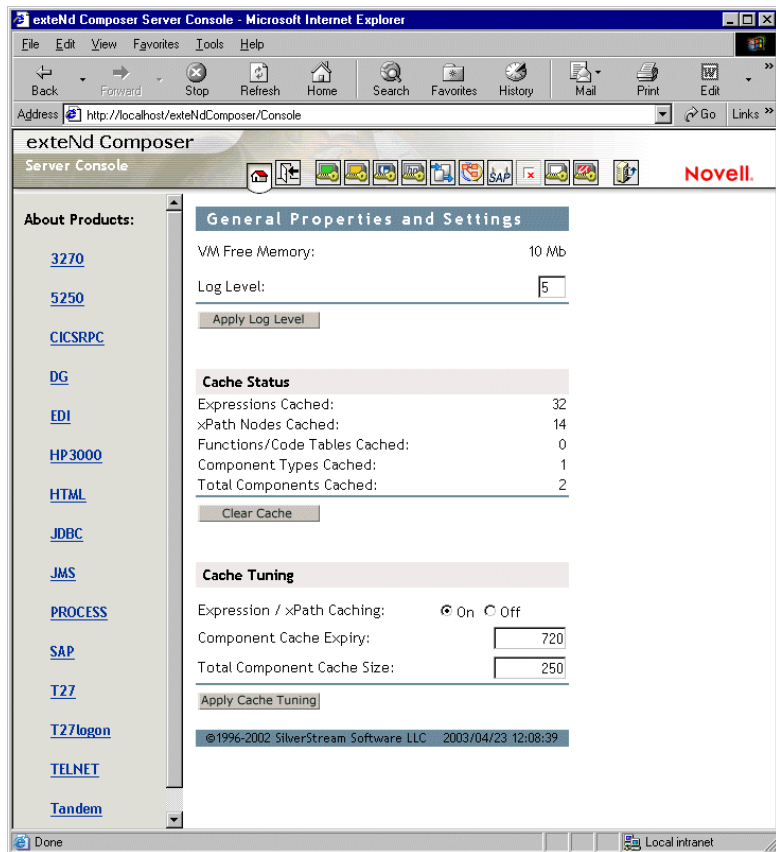 exteNd Composer Server Console - Microsoft Internet Explorer
File Edit View Favorites Tools Help
Back Forward Stop Refresh Home Search Favorites History Mail Print Edit
Address http://localhost/exteNdComposer/Console Go Links »
exteNd Composer
Server Console
SAP
Novell.
About Products:
3270
5250
CICSRPC
DG
EDI
HP3000
HTML
JDBC
JMS
PROCESS
SAP
T27
T27logon
TELNET
Tandem
General Properties and Settings
VM Free Memory: 10 Mb
Log Level: 5
Apply Log Level
Cache Status
Expressions Cached: 32
xPath Nodes Cached: 14
Functions/Code Tables Cached: 0
Component Types Cached: 1
Total Components Cached: 2
Clear Cache
Cache Tuning
Expression / xPath Caching: On Off
Component Cache Expiry: 720
Total Component Cache Size: 250
Apply Cache Tuning
©1996-2002 SilverStream Software LLC 2003/04/23 12:08:39
Done Local intranet